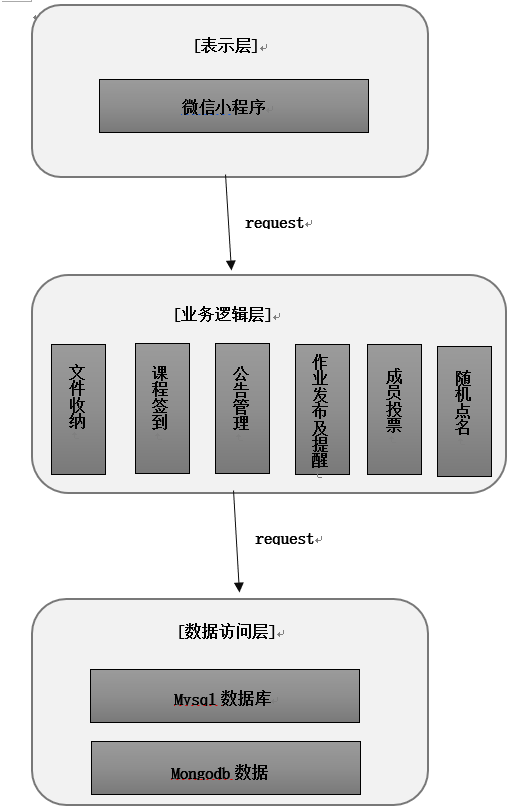 [表示层]
微信小程序
request
[业务逻辑层]
文件收纳
课程签到
公告管理
作业发布及提醒
成员投票
随机点名
request
[数据访问层]
Mysql 数据库
Mongodb 数据